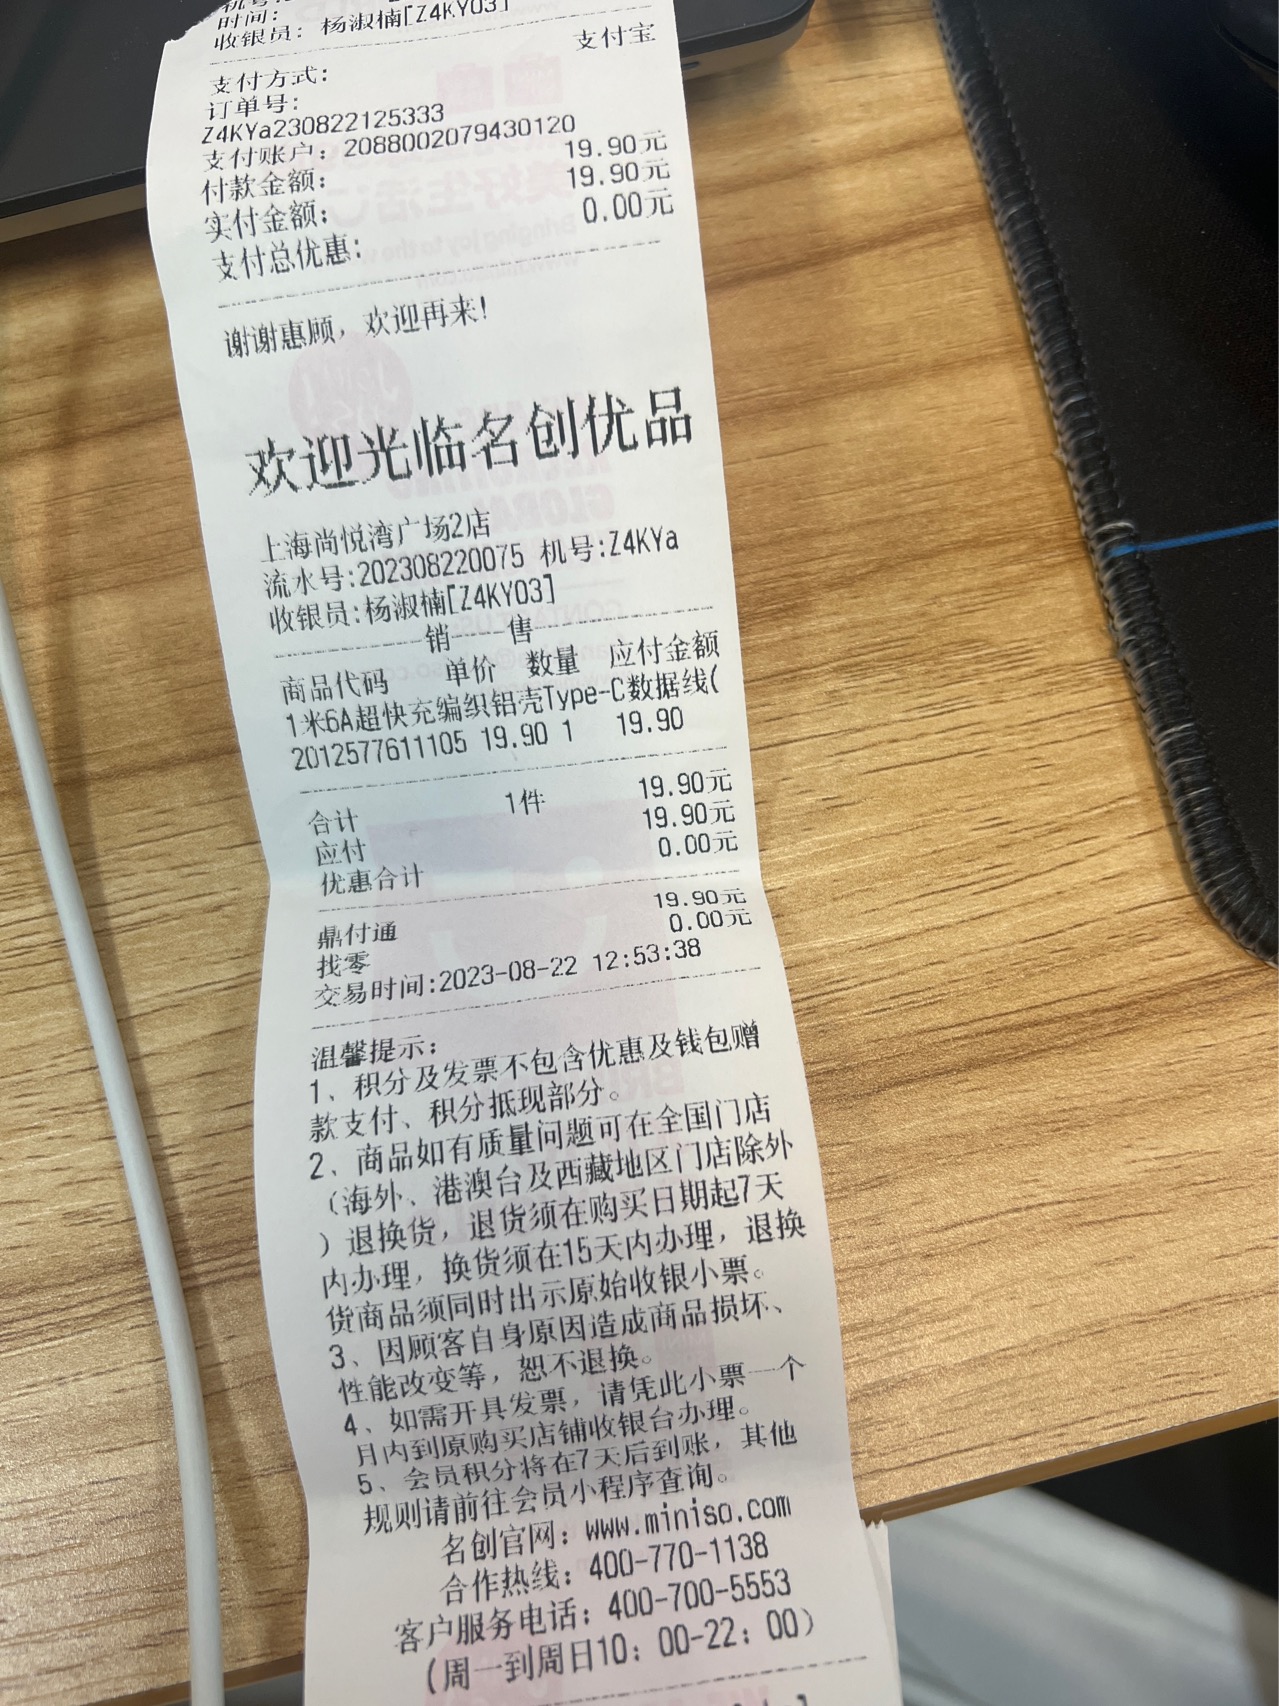 时间:
收银员: 杨淑楠[Z4KY03]
支付宝
支付方式:
订单号:
Z4KYa230822125333
支付账户: 2088002079430120
付款金额: 19.90元
实付金额: 19.90元
支付总优惠: 0.00元
谢谢惠顾, 欢迎再来!
欢迎光临名创优品
上海尚悦湾广场2店
流水号:202308220075 机号:Z4KYa
收银员:杨淑楠[Z4KY03]
销 售
商品代码 单价 数量 应付金额
1米6A超快充编织铝壳Type-C数据线(
2012577611105 19.90 1 19.90
合计 1件 19.90元
应付 19.90元
优惠合计 0.00元
鼎付通 19.90元
找零 0.00元
交易时间:2023-08-22 12:53:38
温馨提示:
1、积分及发票不包含优惠及钱包赠
款支付、积分抵现部分。
2、商品如有质量问题可在全国门店
(海外、港澳台及西藏地区门店除外
)退换货, 退货须在购买日期起7天
内办理, 换货须在15天内办理, 退换
货商品须同时出示原始收银小票。
3、因顾客自身原因造成商品损坏、
性能改变等, 恕不退换。
4、如需开具发票, 请凭此小票一个
月内到原购买店铺收银台办理。
5、会员积分将在7天后到账, 其他
规则请前往会员小程序查询。
名创官网: www.miniso.com
合作热线: 400-770-1138
客户服务电话: 400-700-5553
(周一到周日10: 00-22: 00)